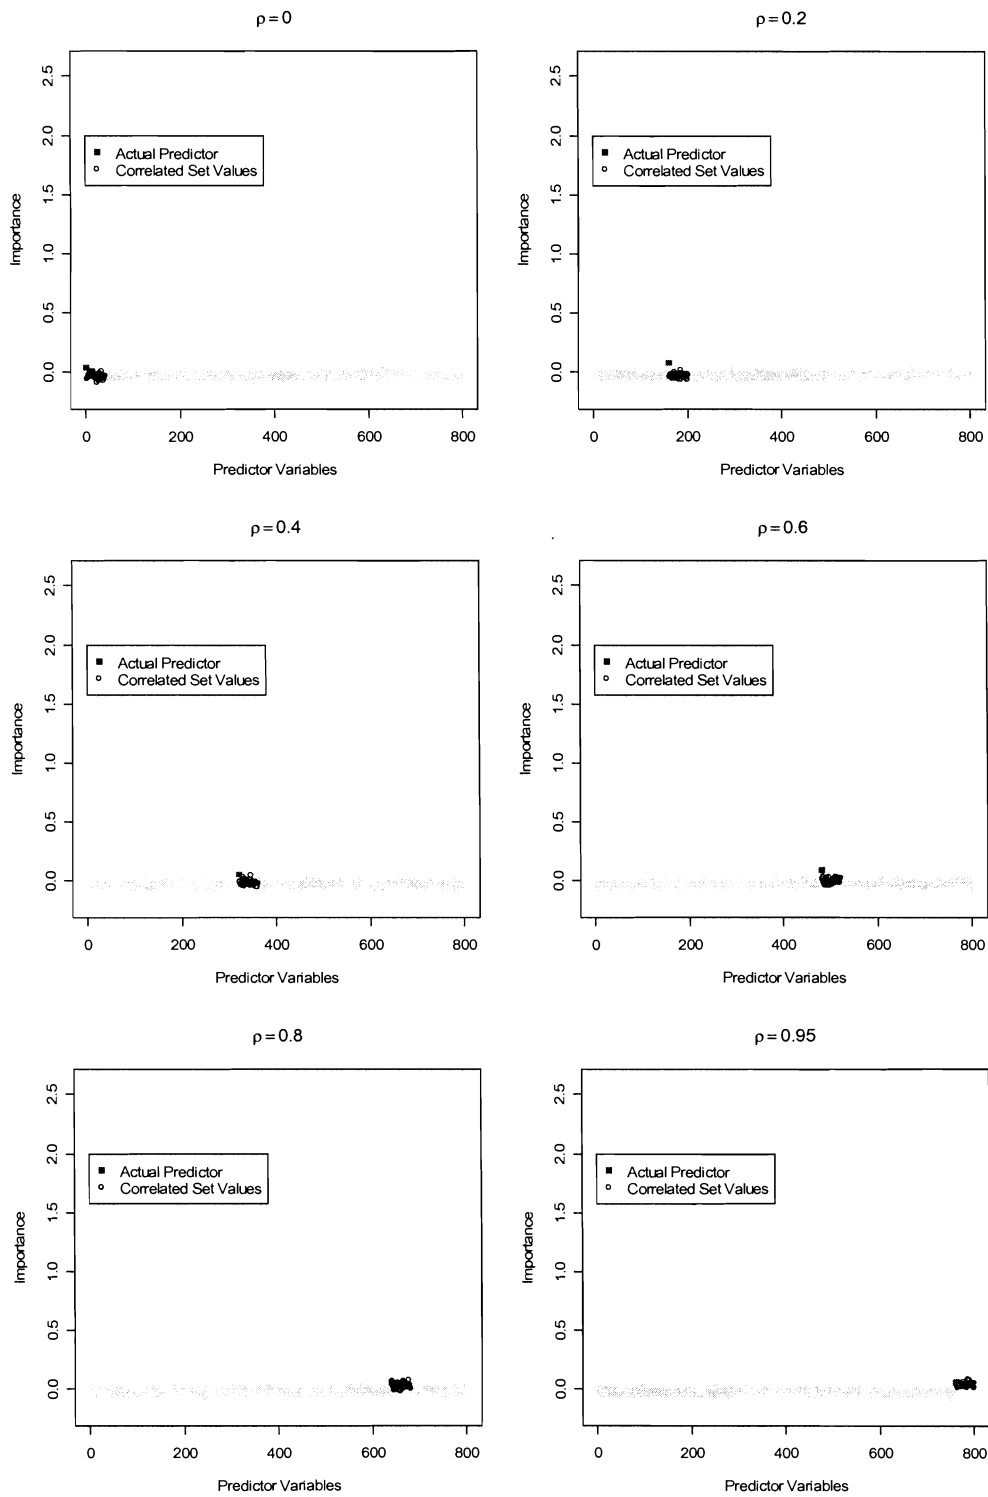 ρ = 0
2.5
2.0
1.5
1.0
0.5
0.0
Importance
Actual Predictor
Correlated Set Values
0 200 400 600 800
Predictor Variables
ρ = 0.2
2.5
2.0
1.5
1.0
0.5
0.0
Importance
Actual Predictor
Correlated Set Values
0 200 400 600 800
Predictor Variables
ρ = 0.4
2.5
2.0
1.5
1.0
0.5
0.0
Importance
Actual Predictor
Correlated Set Values
0 200 400 600 800
Predictor Variables
ρ = 0.6
2.5
2.0
1.5
1.0
0.5
0.0
Importance
Actual Predictor
Correlated Set Values
0 200 400 600 800
Predictor Variables
ρ = 0.8
2.5
2.0
1.5
1.0
0.5
0.0
Importance
Actual Predictor
Correlated Set Values
0 200 400 600 800
Predictor Variables
ρ = 0.95
2.5
2.0
1.5
1.0
0.5
0.0
Importance
Actual Predictor
Correlated Set Values
0 200 400 600 800
Predictor Variables